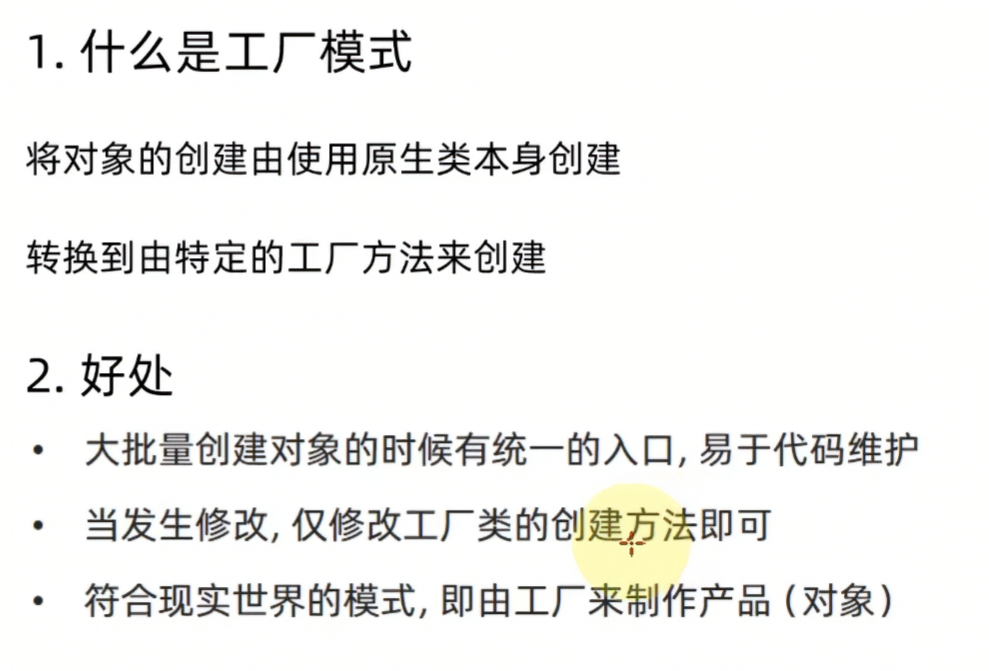 1. 什么是工厂模式
将对象的创建由使用原生类本身创建
转换到由特定的工厂方法来创建
2. 好处
• 大批量创建对象的时候有统一的入口, 易于代码维护
• 当发生修改, 仅修改工厂类的创建方法即可
• 符合现实世界的模式, 即由工厂来制作产品 (对象)